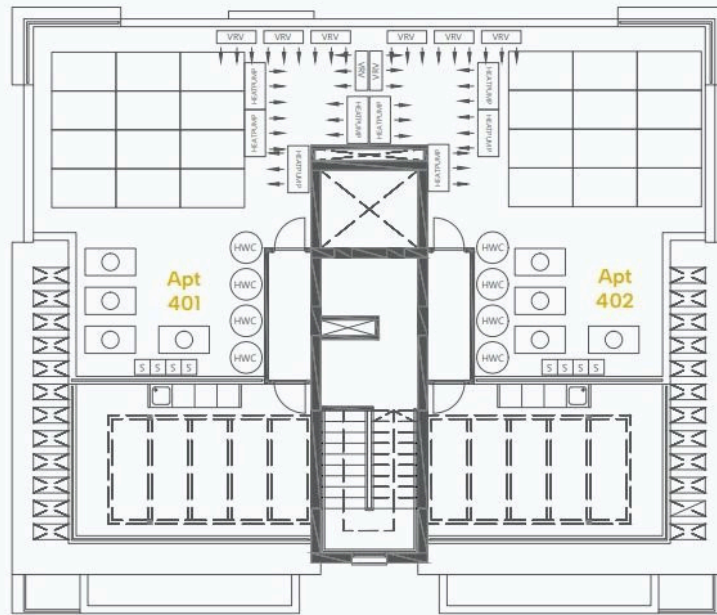 VRV VRV VRV VRV VRV VRV
VRV VRV
HEATPUMP HEATPUMP
HEATPUMP HEATPUMP HEATPUMP HEATPUMP
HEATPUMP HEATPUMP
HWC HWC
Apt
401
Apt
402
HWC HWC
HWC HWC
HWC HWC
S S S S
S S S S